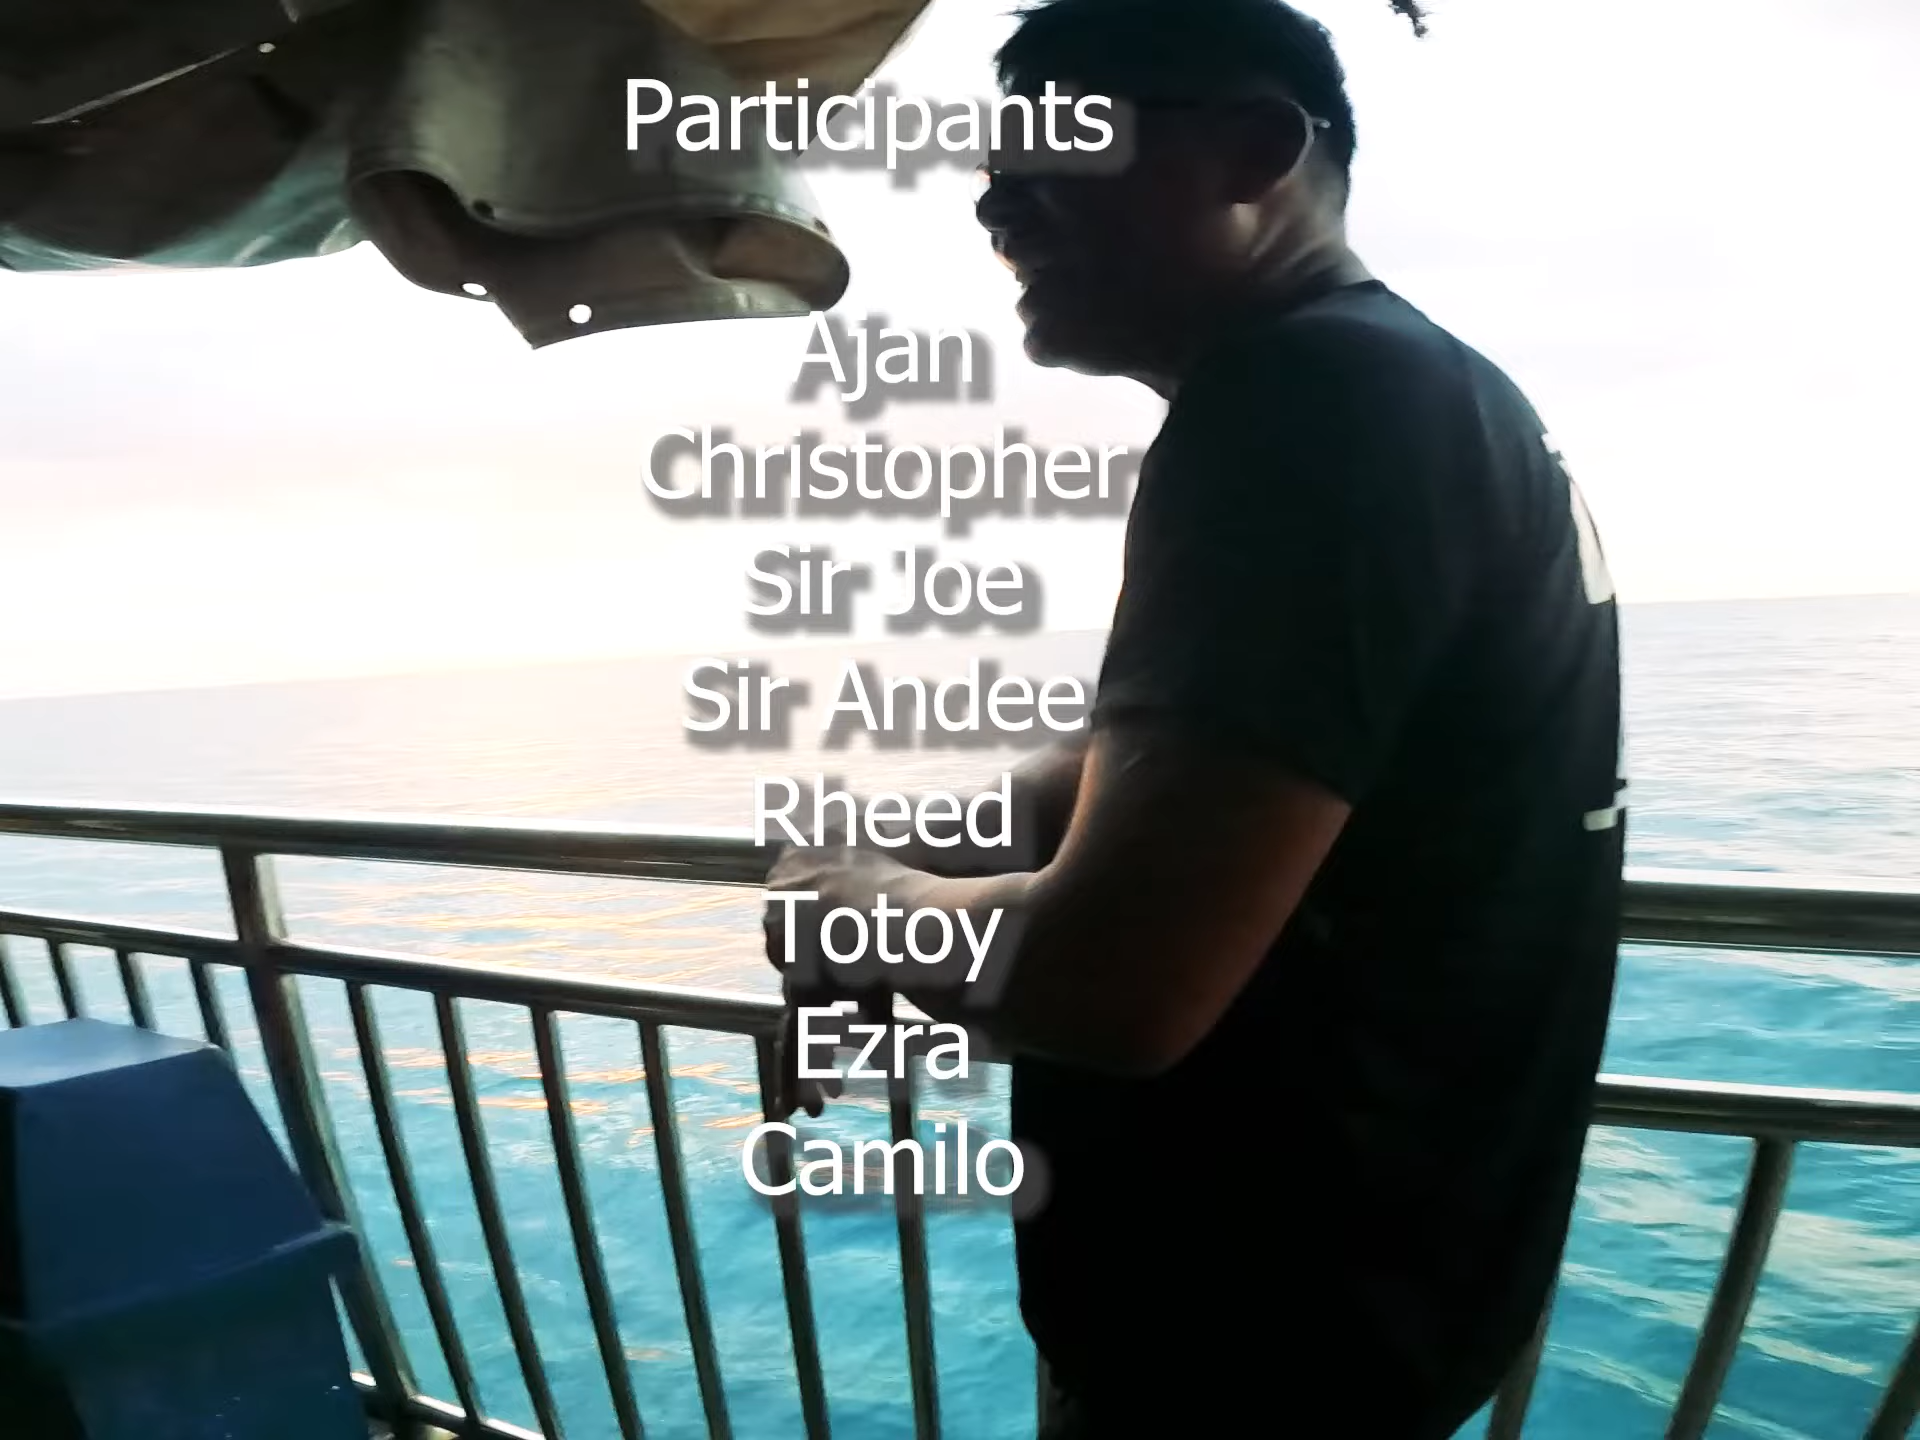 Participants
Ajan
Christopher
Sir Joe
Sir Andee
Rheed
Totoy
Ezra
Camilo